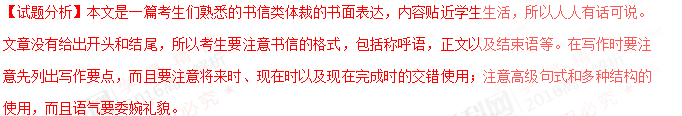 【试题分析】本文是一篇考生们熟悉的书信类体裁的书面表达，内容贴近学生生活，所以人人有话可说。
文章没有给出开头和结尾，所以考生要注意书信的格式，包括称呼语，正文以及结束语等。在写作时要注
意先列出写作要点，而且要注意将来时、现在时以及现在完成时的交错使用；注意高级句式和多种结构的
使用，而且语气要委婉礼貌。